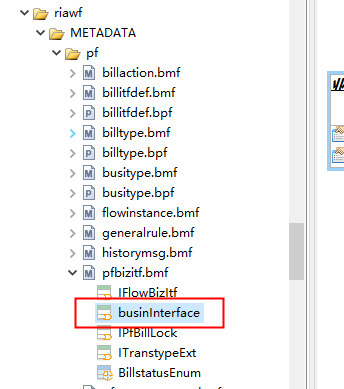 riawf
METADATA
pf
billaction.bmf
billitfdef.bmf
billitfdef.bpf
billtype.bmf
billtype.bpf
busitype.bmf
busitype.bpf
flowinstance.bmf
generalrule.bmf
historymsg.bmf
pfbizitf.bmf
IFlowBizItf
businInterface
IPfBillLock
ITranstypeExt
BillstatusEnum